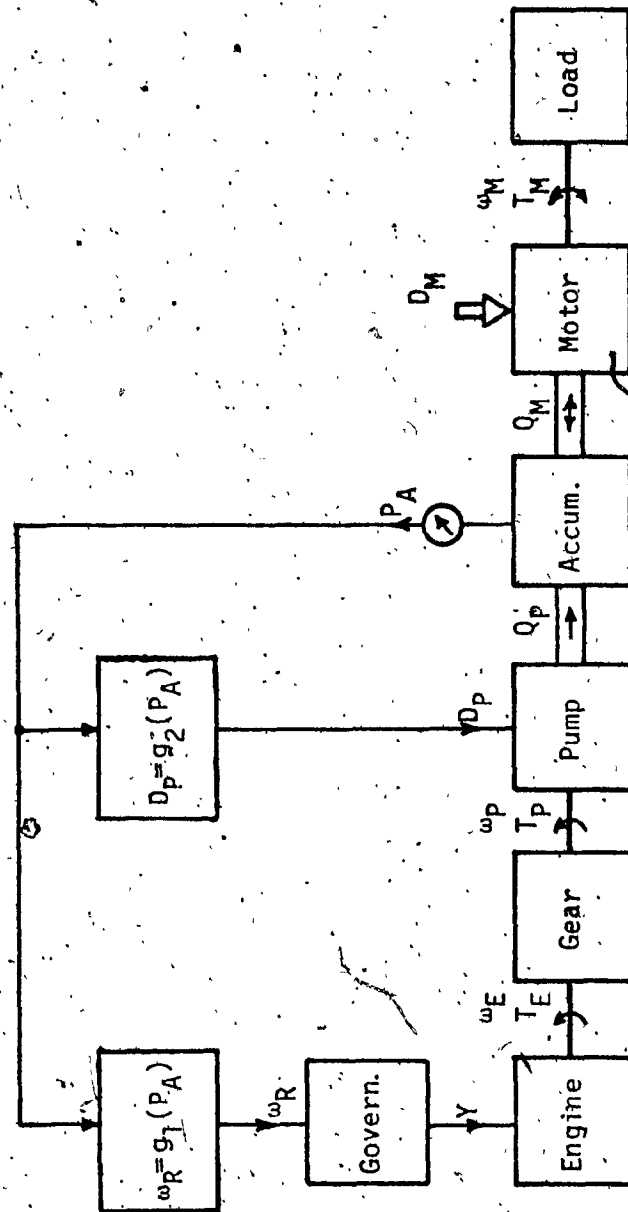 ω_R=g_1(P_A)
D_P=g_2(P_A)
ω_R
P_A
Govern.
Y
D_P
D_M
Engine
ω_E
T_E
Gear
ω_P
T_P
Pump
Q_P
Accum.
Q_M
Motor
ω_M
T_M
Load